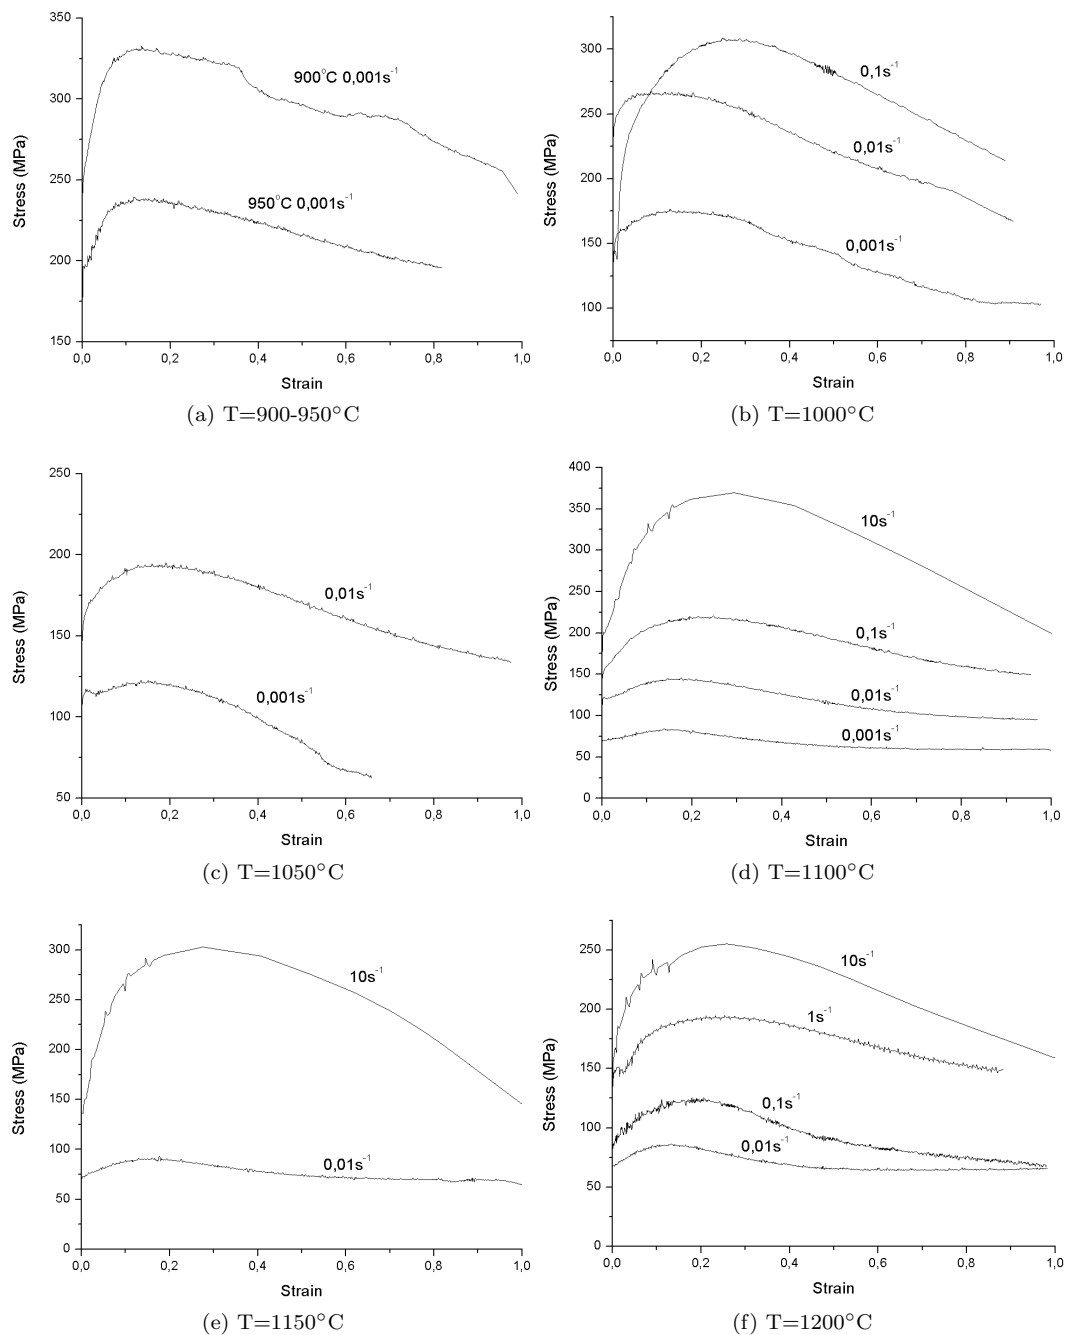 350
300
250
200
150
Stress (MPa)
900°C 0,001s⁻¹
950°C 0,001s⁻¹
0,0 0,2 0,4 0,6 0,8 1,0
Strain
(a) T=900-950°C
300
250
200
150
100
Stress (MPa)
0,1s⁻¹
0,01s⁻¹
0,001s⁻¹
0,0 0,2 0,4 0,6 0,8 1,0
Strain
(b) T=1000°C
250
200
150
100
50
Stress (MPa)
0,01s⁻¹
0,001s⁻¹
0,0 0,2 0,4 0,6 0,8 1,0
Strain
(c) T=1050°C
400
350
300
250
200
150
100
50
0
Stress (MPa)
10s⁻¹
0,1s⁻¹
0,01s⁻¹
0,001s⁻¹
0,0 0,2 0,4 0,6 0,8 1,0
Strain
(d) T=1100°C
300
250
200
150
100
50
0
Stress (MPa)
10s⁻¹
0,01s⁻¹
0,0 0,2 0,4 0,6 0,8 1,0
Strain
(e) T=1150°C
250
200
150
100
50
0
Stress (MPa)
10s⁻¹
1s⁻¹
0,1s⁻¹
0,01s⁻¹
0,0 0,2 0,4 0,6 0,8 1,0
Strain
(f) T=1200°C